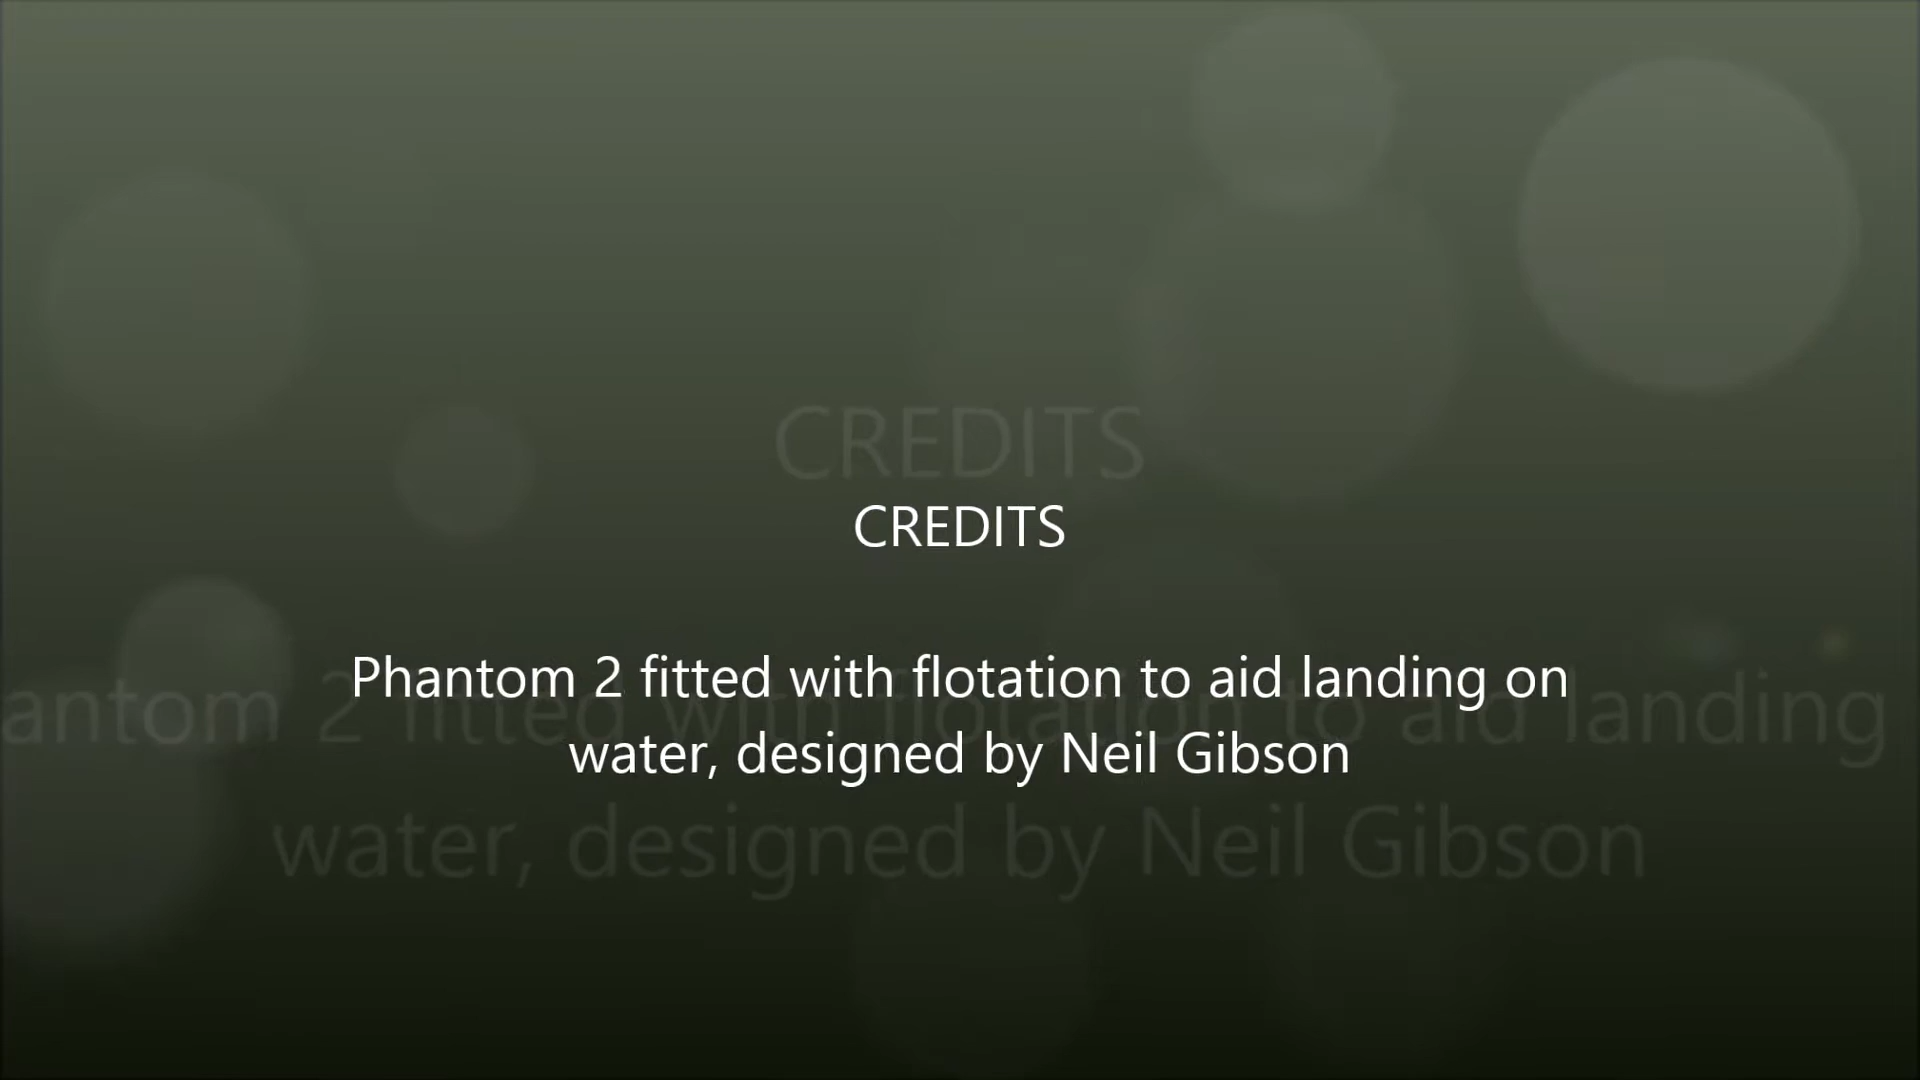 CREDITS
Phantom 2 fitted with flotation to aid landing on
water, designed by Neil Gibson